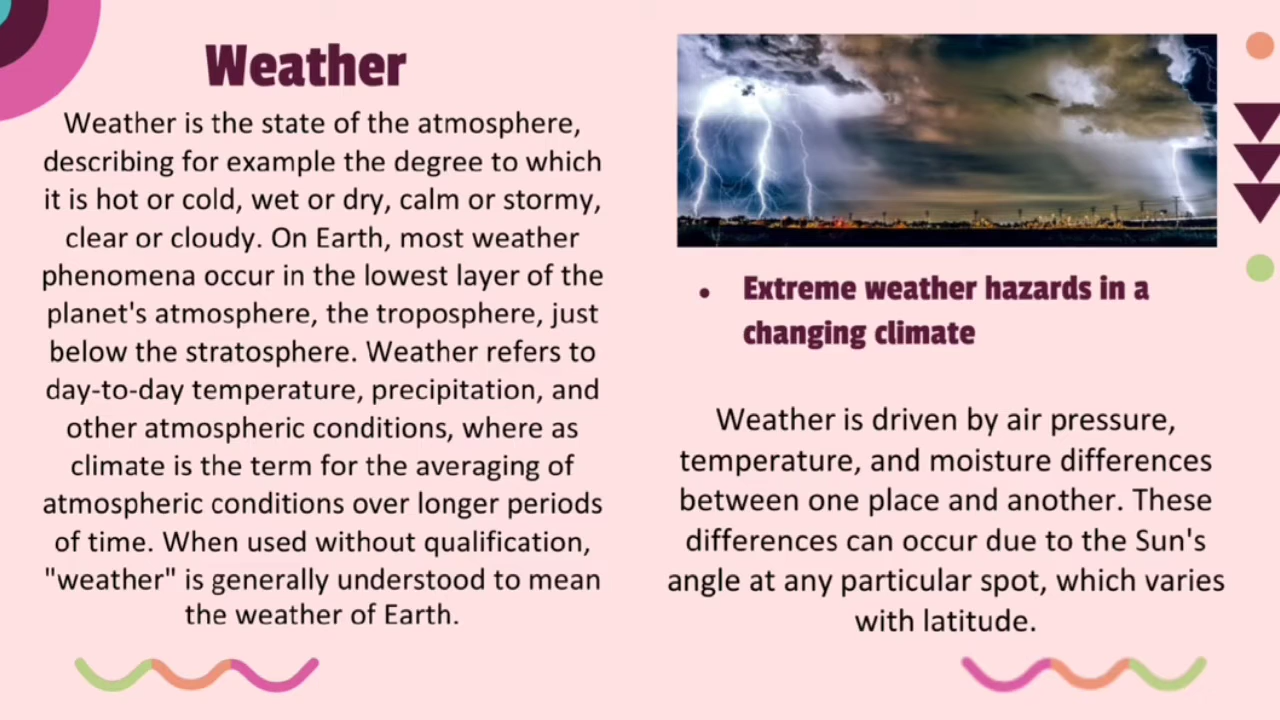 Weather
Weather is the state of the atmosphere,
describing for example the degree to which
it is hot or cold, wet or dry, calm or stormy,
clear or cloudy. On Earth, most weather
phenomena occur in the lowest layer of the
planet's atmosphere, the troposphere, just
below the stratosphere. Weather refers to
day-to-day temperature, precipitation, and
other atmospheric conditions, where as
climate is the term for the averaging of
atmospheric conditions over longer periods
of time. When used without qualification,
"weather" is generally understood to mean
the weather of Earth.
• Extreme weather hazards in a
changing climate
Weather is driven by air pressure,
temperature, and moisture differences
between one place and another. These
differences can occur due to the Sun's
angle at any particular spot, which varies
with latitude.